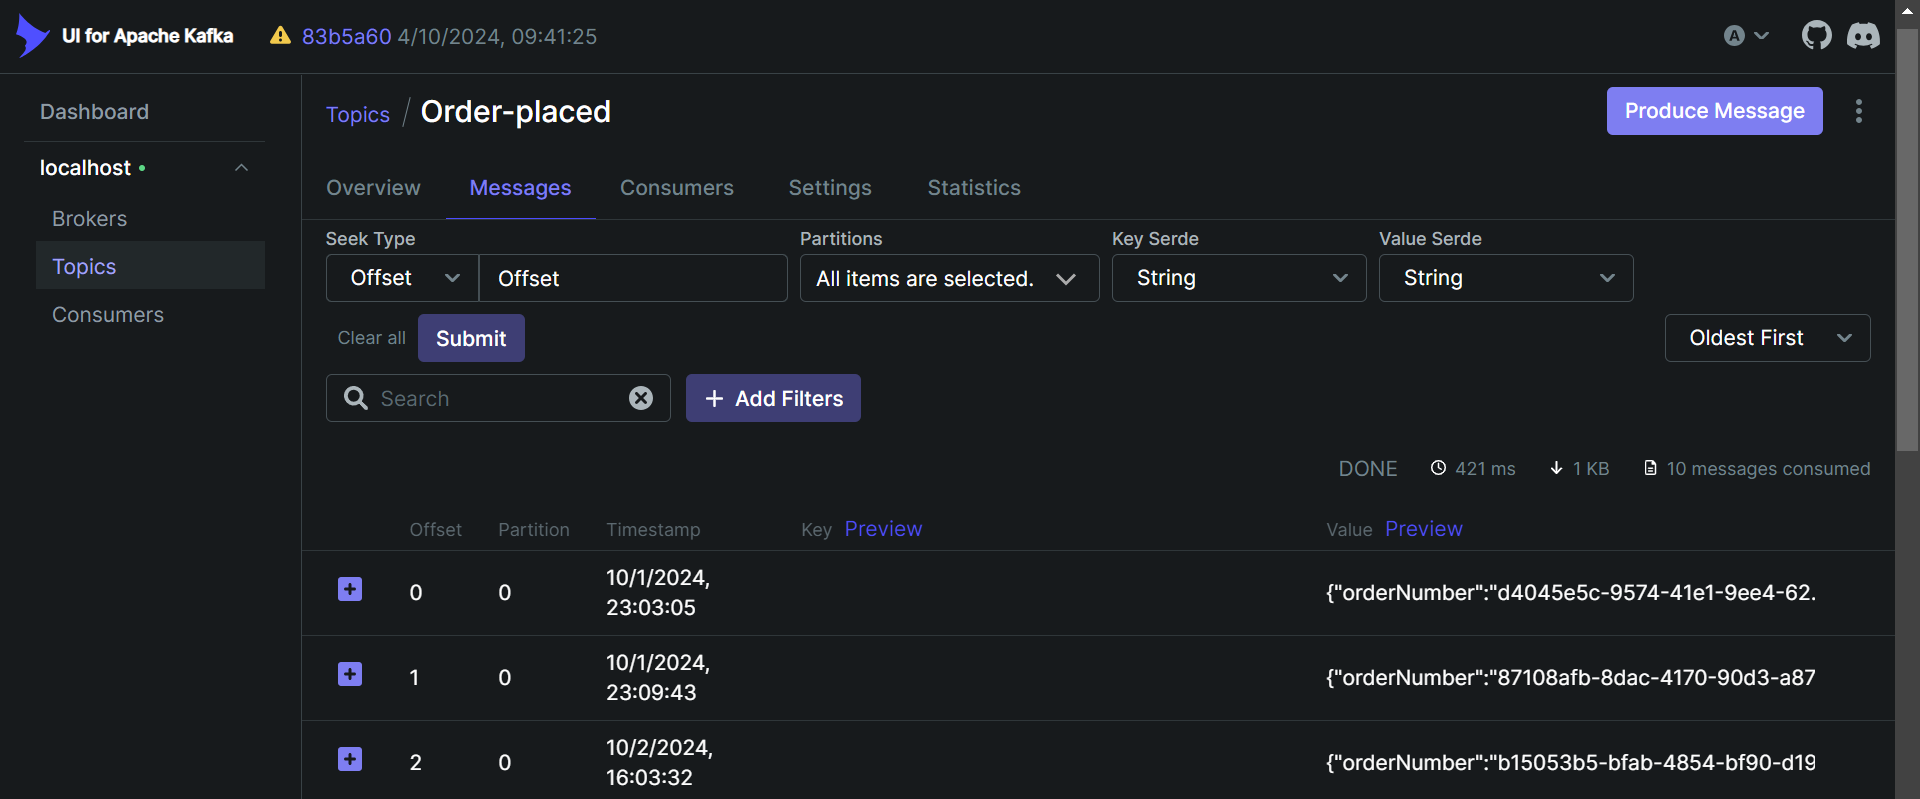 UI for Apache Kafka
83b5a60 4/10/2024, 09:41:25
A
Dashboard
localhost
Brokers
Topics
Consumers
Topics / Order-placed
Produce Message
Overview Messages Consumers Settings Statistics
Seek Type Partitions Key Serde Value Serde
Offset Offset All items are selected. String String
Clear all Submit Oldest First
Search + Add Filters
DONE 421 ms 1 KB 10 messages consumed
Offset Partition Timestamp Key Preview Value Preview
0 0 10/1/2024, 23:03:05 {"orderNumber":"d4045e5c-9574-41e1-9ee4-62.
1 0 10/1/2024, 23:09:43 {"orderNumber":"87108afb-8dac-4170-90d3-a87
2 0 10/2/2024, 16:03:32 {"orderNumber":"b15053b5-bfab-4854-bf90-d19